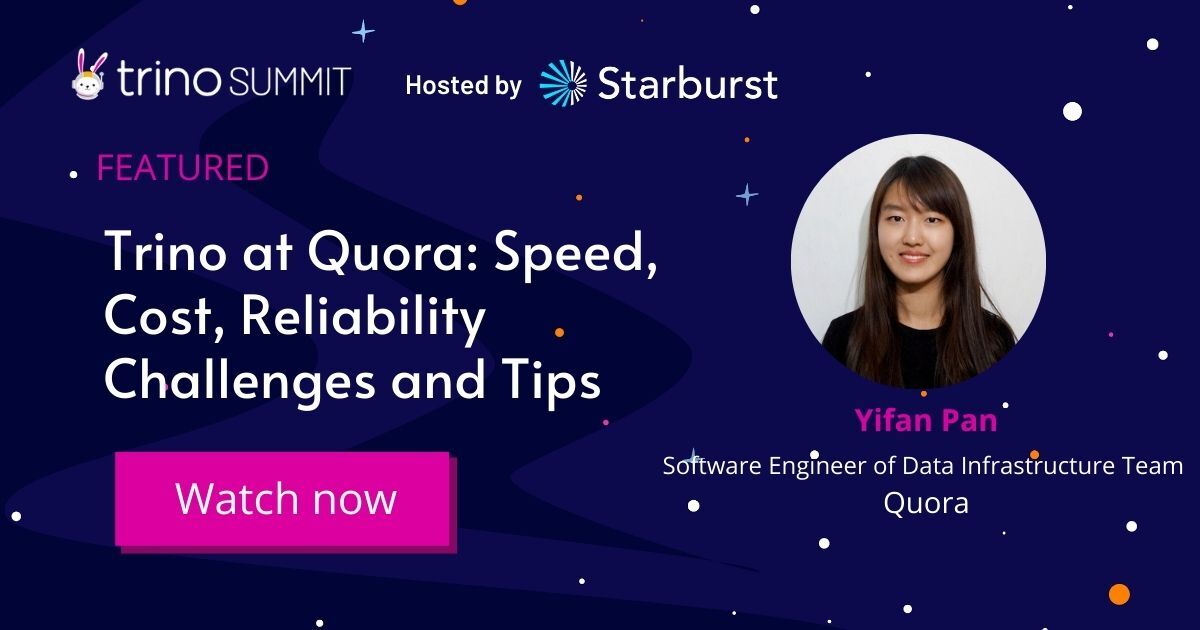 trino SUMMIT
Hosted by Starburst
FEATURED
Trino at Quora: Speed,
Cost, Reliability
Challenges and Tips
Watch now
Yifan Pan
Software Engineer of Data Infrastructure Team
Quora